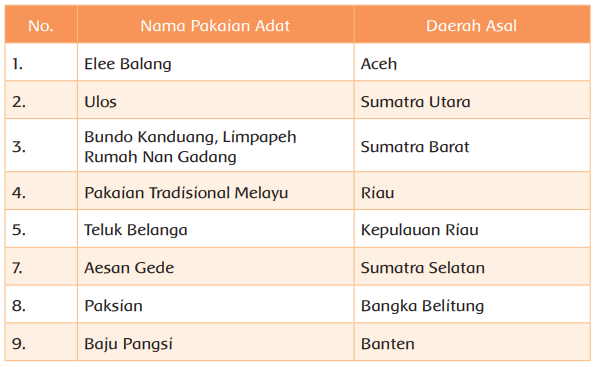 No. Nama Pakaian Adat Daerah Asal
1. Elee Balang Aceh
2. Ulos Sumatra Utara
3. Bundo Kanduang, Limpapeh Rumah Nan Gadang Sumatra Barat
4. Pakaian Tradisional Melayu Riau
5. Teluk Belanga Kepulauan Riau
7. Aesan Gede Sumatra Selatan
8. Paksian Bangka Belitung
9. Baju Pangsi Banten